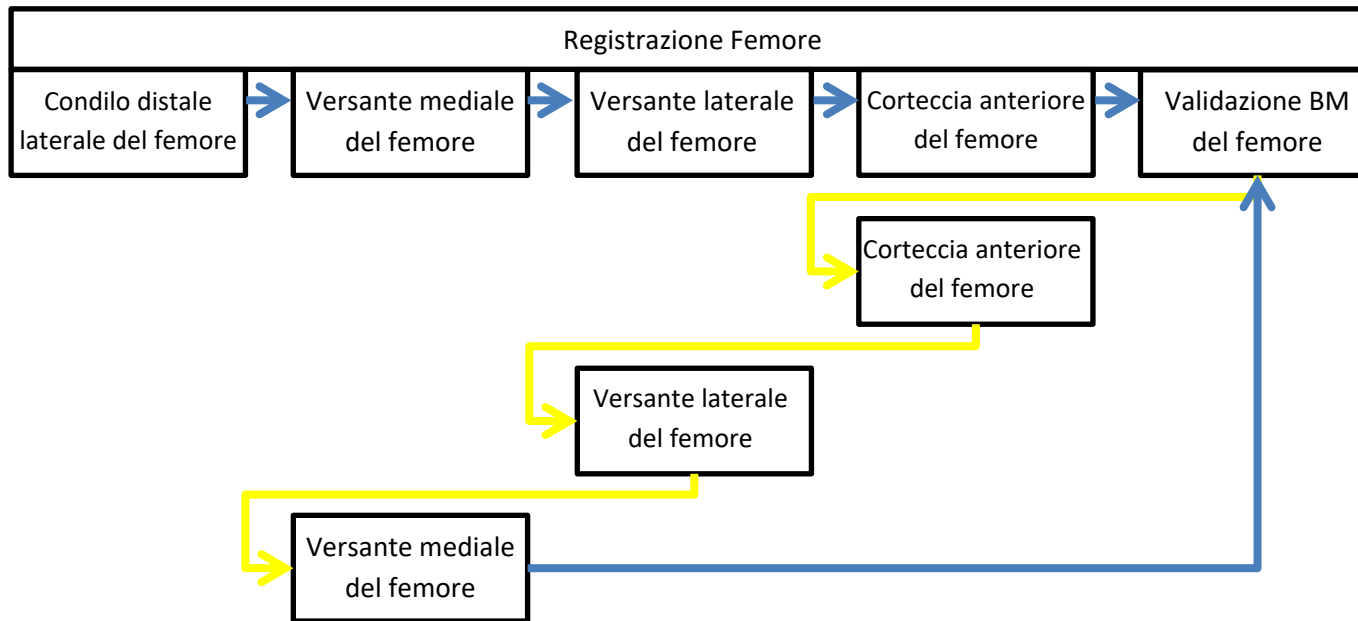 Registrazione Femore
Condilo distale
laterale del femore
Versante mediale
del femore
Versante laterale
del femore
Corteccia anteriore
del femore
Validazione BM
del femore
Corteccia anteriore
del femore
Versante laterale
del femore
Versante mediale
del femore